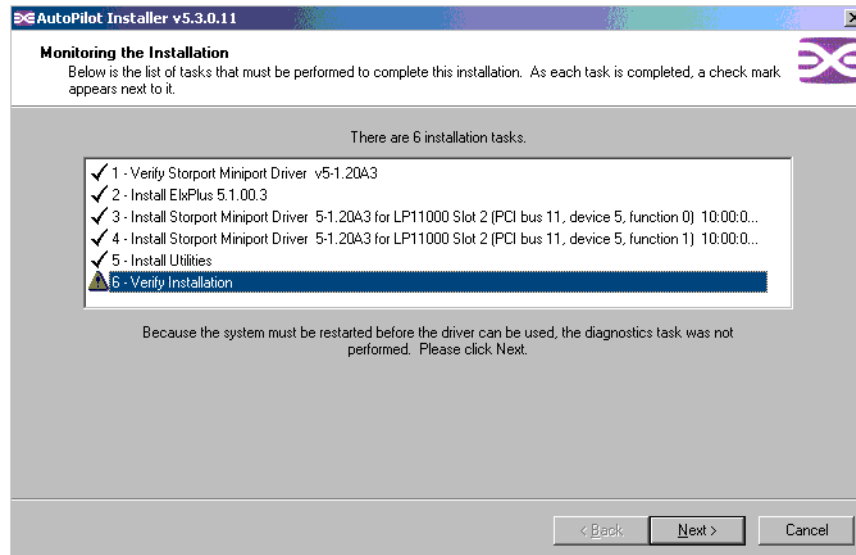 AutoPilot Installer v5.3.0.11
Monitoring the Installation
Below is the list of tasks that must be performed to complete this installation. As each task is completed, a check mark
appears next to it.
There are 6 installation tasks.
1 - Verify Storport Miniport Driver v5-1.20A3
2 - Install ElxPlus 5.1.00.3
3 - Install Storport Miniport Driver 5-1.20A3 for LP11000 Slot 2 (PCI bus 11, device 5, function 0) 10:00:0...
4 - Install Storport Miniport Driver 5-1.20A3 for LP11000 Slot 2 (PCI bus 11, device 5, function 1) 10:00:0...
5 - Install Utilities
6 - Verify Installation
Because the system must be restarted before the driver can be used, the diagnostics task was not
performed. Please click Next.
< Back Next > Cancel